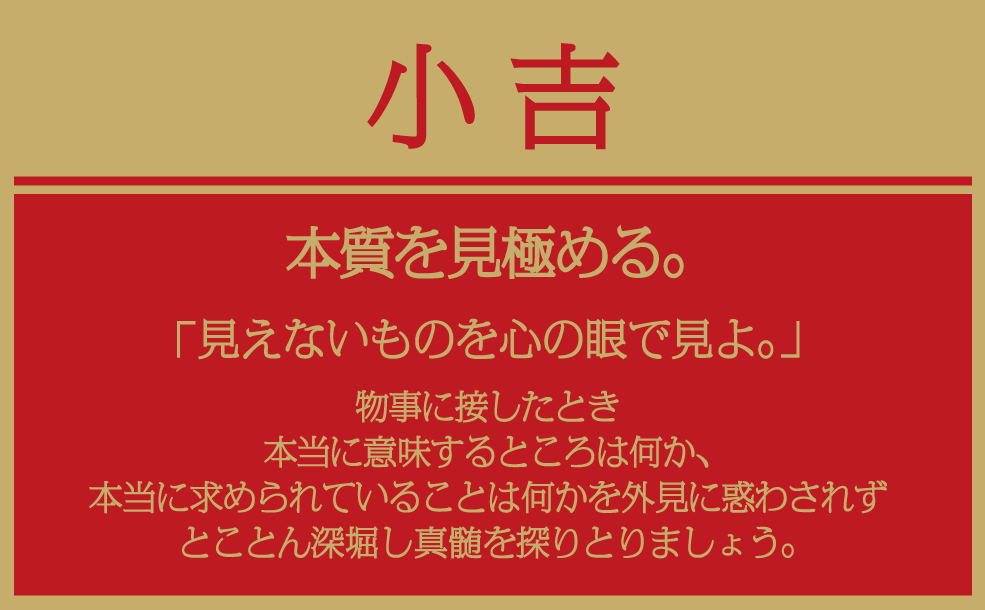 小吉
本質を見極める。
「見えないものを心の眼で見よ。」
物事に接したとき
本当に意味するところは何か、
本当に求められていることは何かを外見に惑わされず
とことん深堀し真髄を探りとりましょう。